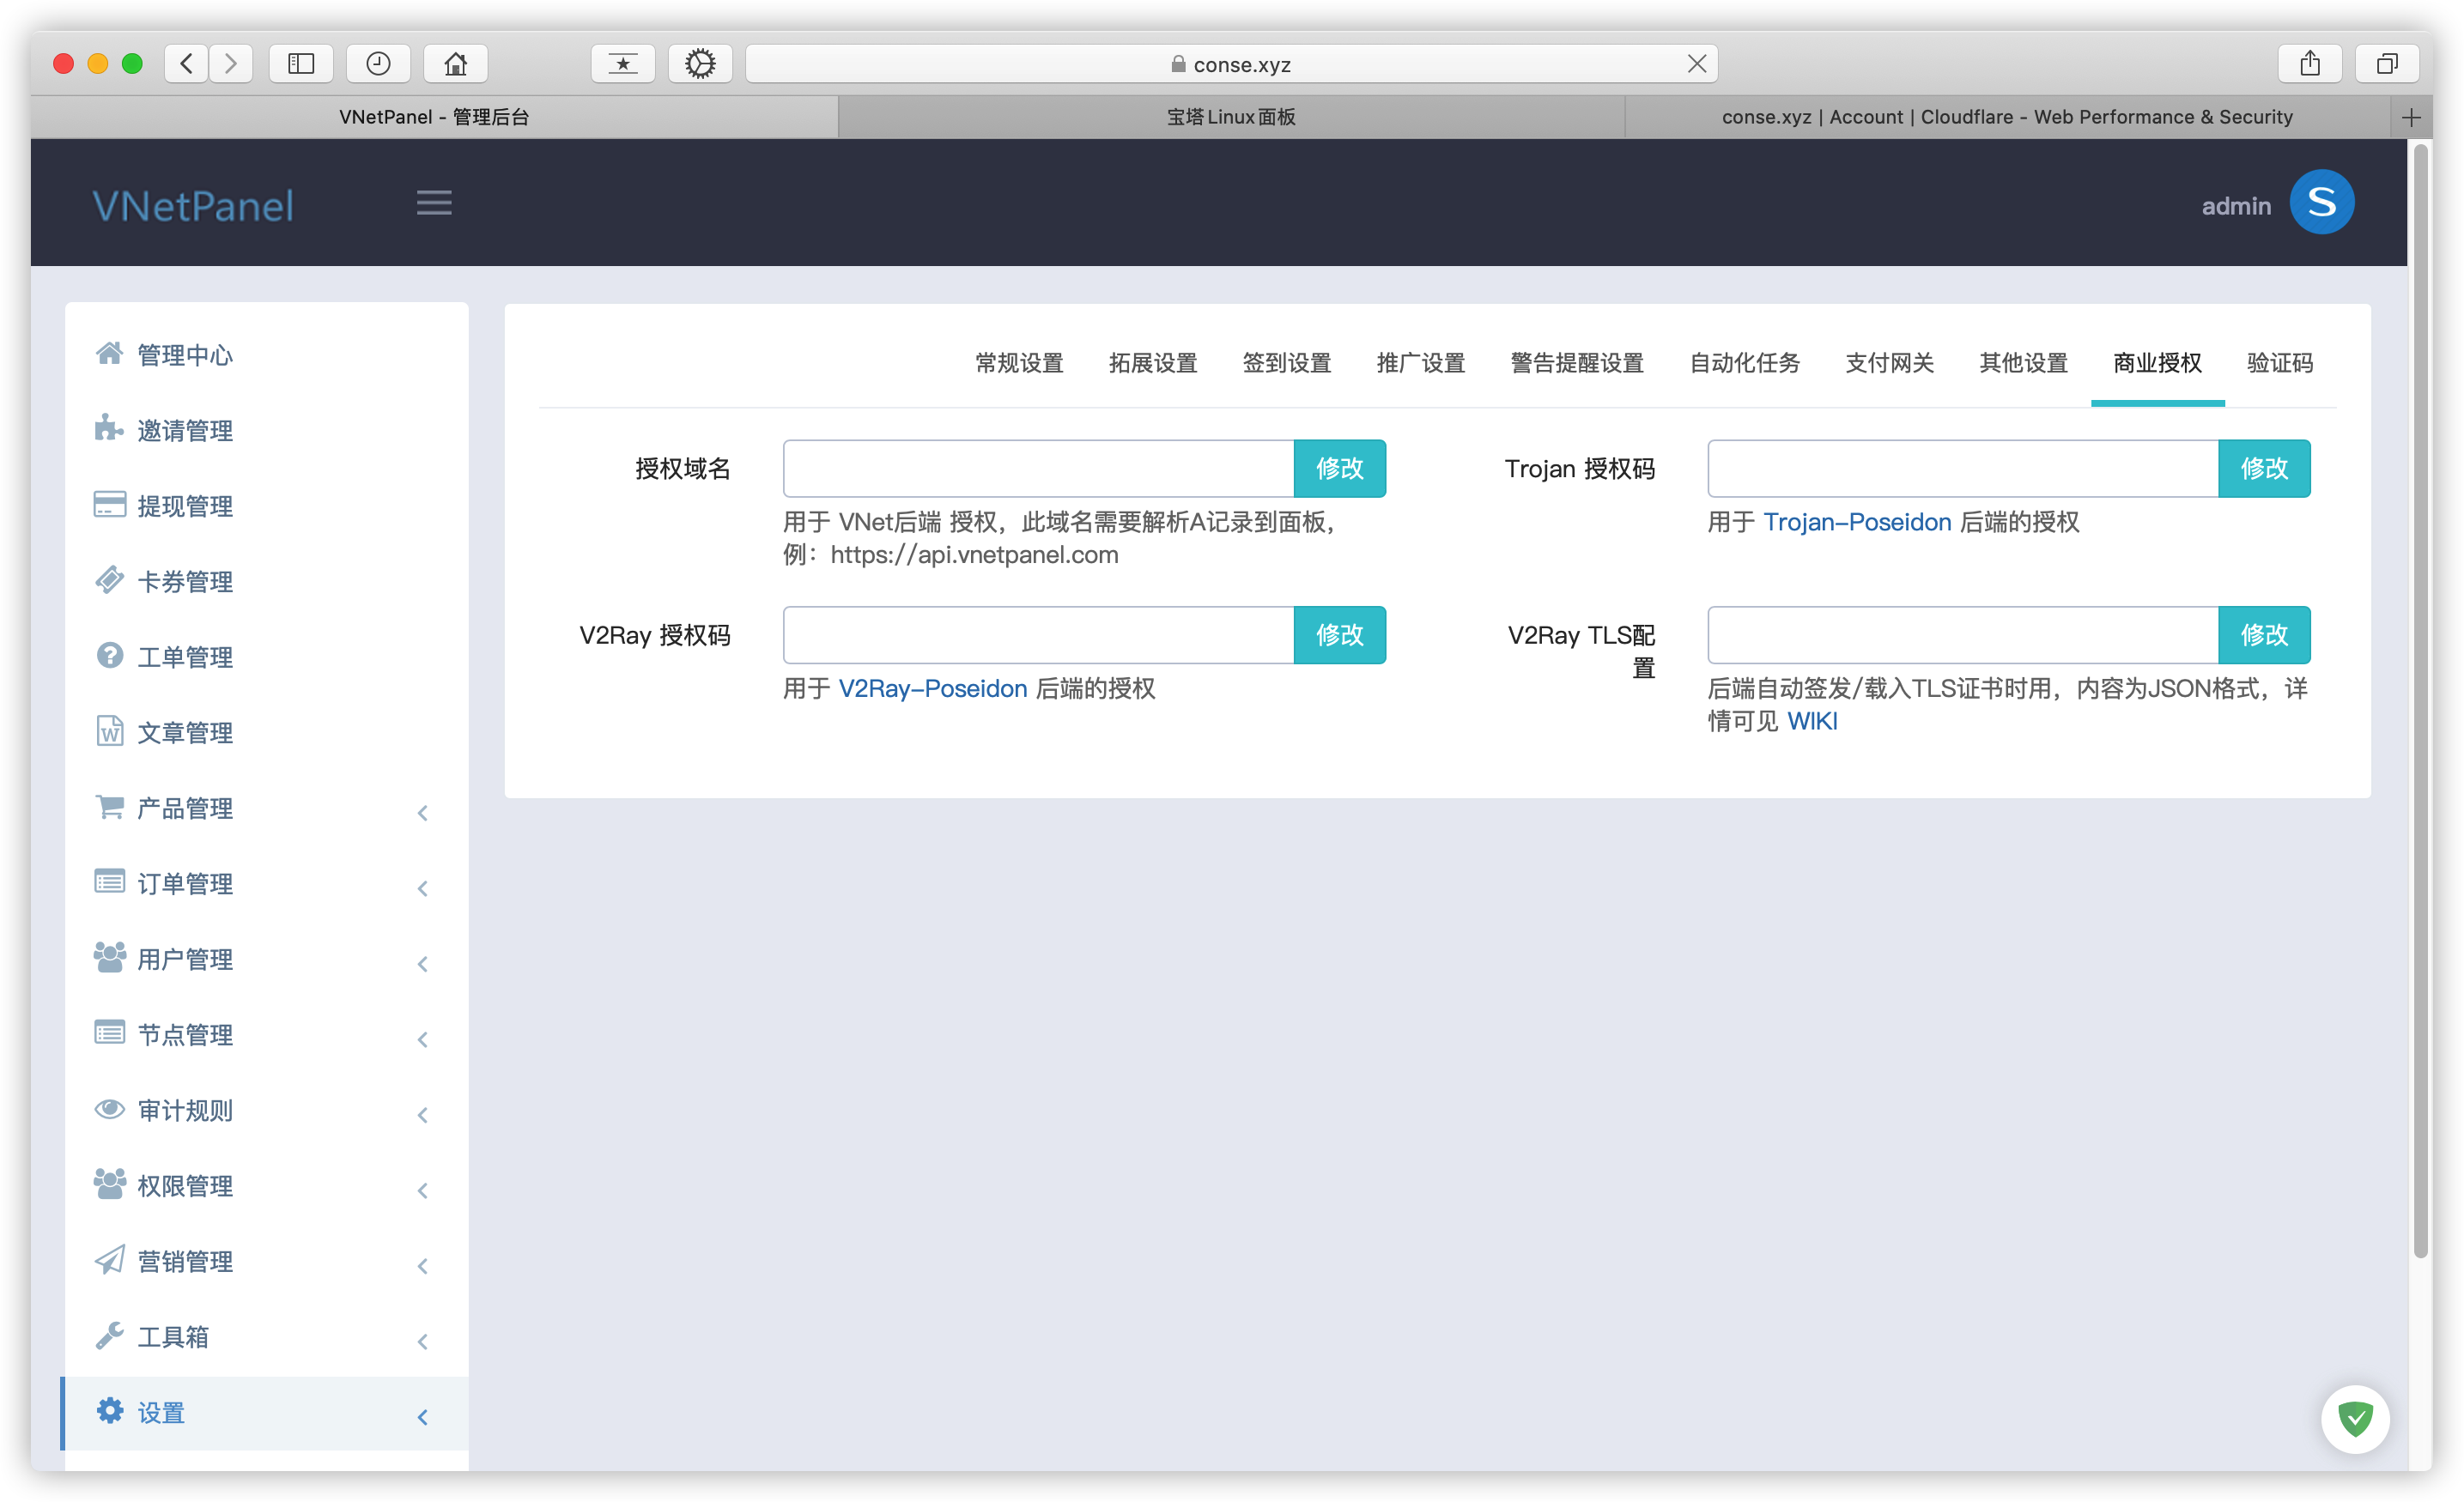 conse.xyz
VNetPanel - 管理后台
宝塔Linux面板
conse.xyz | Account | Cloudflare - Web Performance & Security
VNetPanel
admin
S
管理中心
邀请管理
提现管理
卡券管理
工单管理
文章管理
产品管理
订单管理
用户管理
节点管理
审计规则
权限管理
营销管理
工具箱
设置
常规设置
拓展设置
签到设置
推广设置
警告提醒设置
自动化任务
支付网关
其他设置
商业授权
验证码
授权域名
修改
用于 VNet后端 授权，此域名需要解析A记录到面板，
例：https://api.vnetpanel.com
Trojan 授权码
修改
用于 Trojan-Poseidon 后端的授权
V2Ray 授权码
修改
用于 V2Ray-Poseidon 后端的授权
V2Ray TLS配
置
修改
后端自动签发/载入TLS证书时用，内容为JSON格式，详
情可见 WIKI